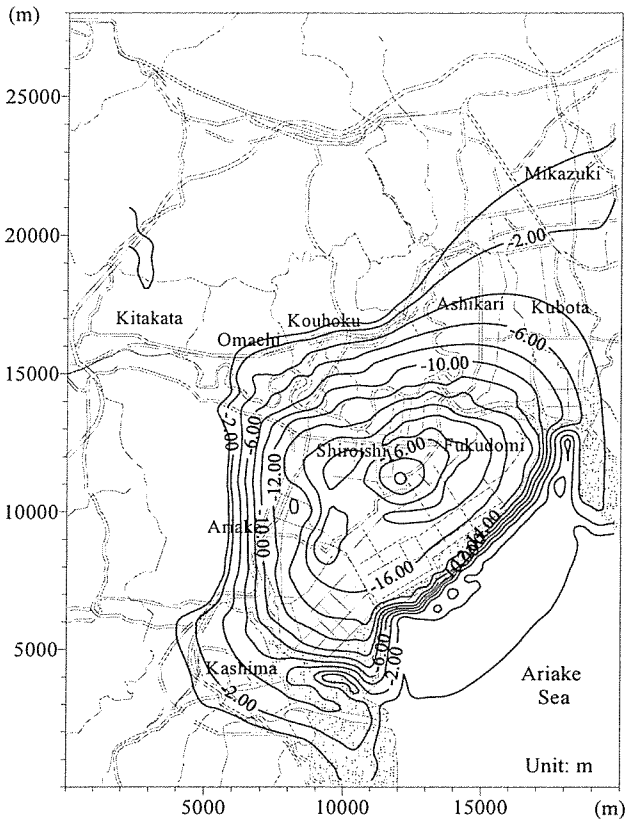 (m)
25000
Mikazuki
20000
-2.00
Ashikari
Kubota
Kitakata
Kouhoku
Omachi
-6.00
15000
-10.00
-2.00
-6.00
Shiroishi
-6.00
Fukudomi
-12.00
10000
-10.00
-16.00
5000
-6.00
Kashima
-2.00
-2.00
Ariake
Sea
Unit: m
5000
10000
15000
(m)